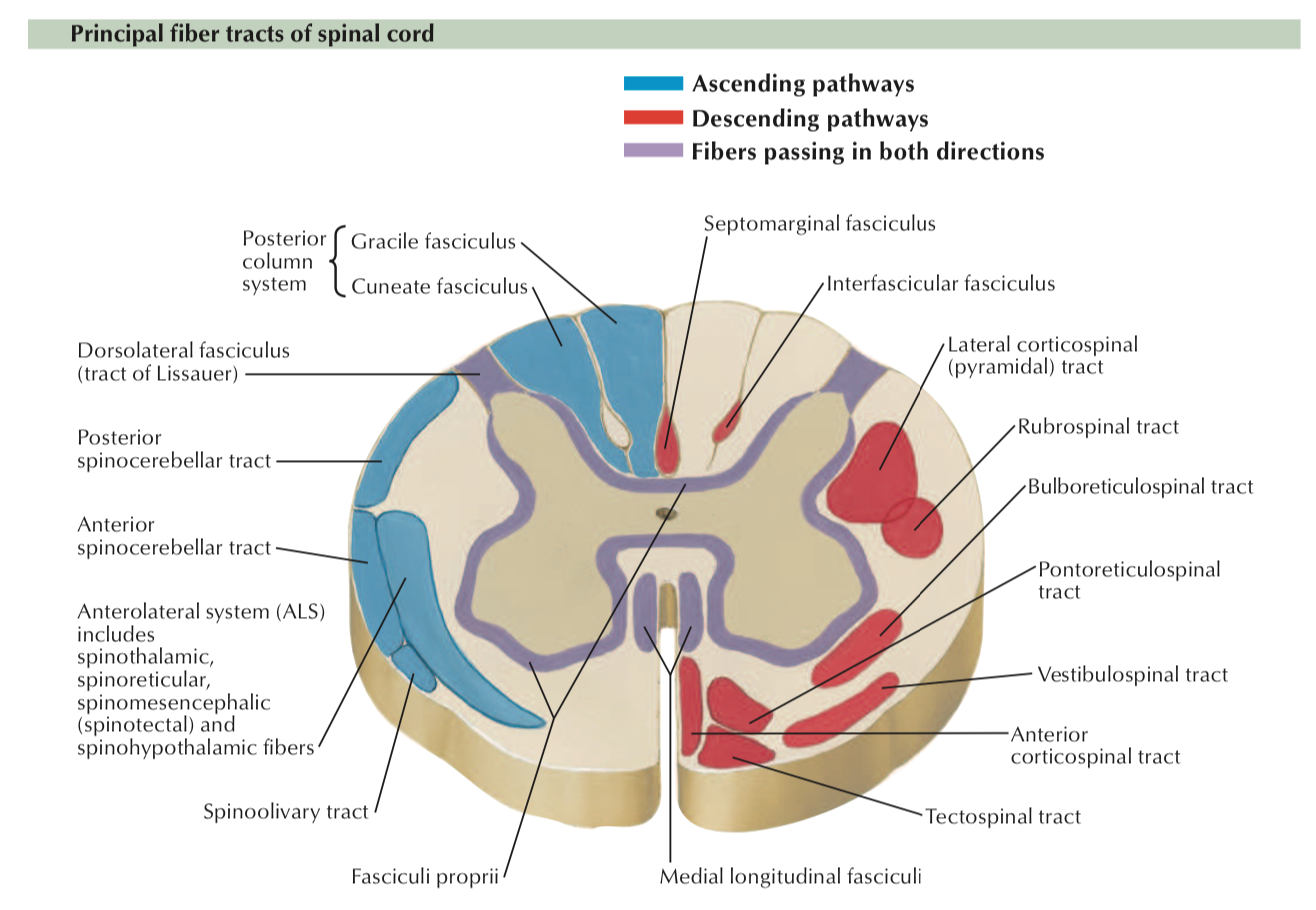 Principal fiber tracts of spinal cord
Ascending pathways
Descending pathways
Fibers passing in both directions
Posterior
column
system
Gracile fasciculus
Cuneate fasciculus
Septomarginal fasciculus
Interfascicular fasciculus
Dorsolateral fasciculus
(tract of Lissauer)
Lateral corticospinal
(pyramidal) tract
Posterior
spinocerebellar tract
Rubrospinal tract
Bulboreticulospinal tract
Anterior
spinocerebellar tract
Pontoreticulospinal
tract
Anterolateral system (ALS)
includes
spinothalamic,
spinoreticular,
spinomesencephalic
(spinotectal) and
spinohypothalamic fibers
Vestibulospinal tract
Anterior
corticospinal tract
Spinoolivary tract
Tectospinal tract
Fasciculi proprii
Medial longitudinal fasciculi